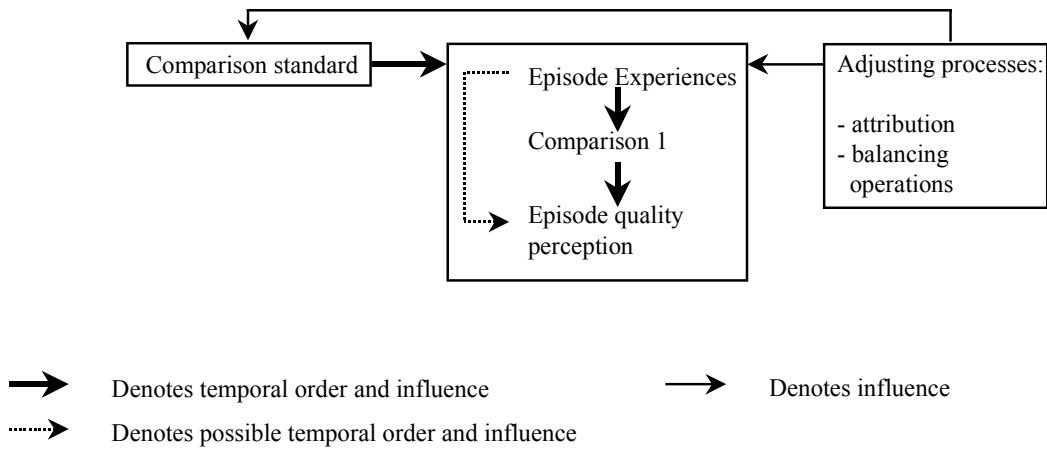 Comparison standard
Episode Experiences
Comparison 1
Episode quality
perception
Adjusting processes:
- attribution
- balancing
operations
Denotes temporal order and influence
Denotes influence
Denotes possible temporal order and influence